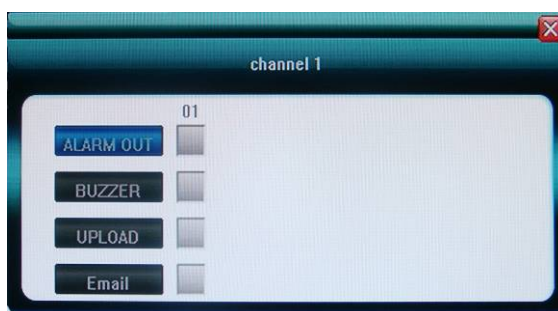 channel 1
01
ALARM OUT
BUZZER
UPLOAD
Email